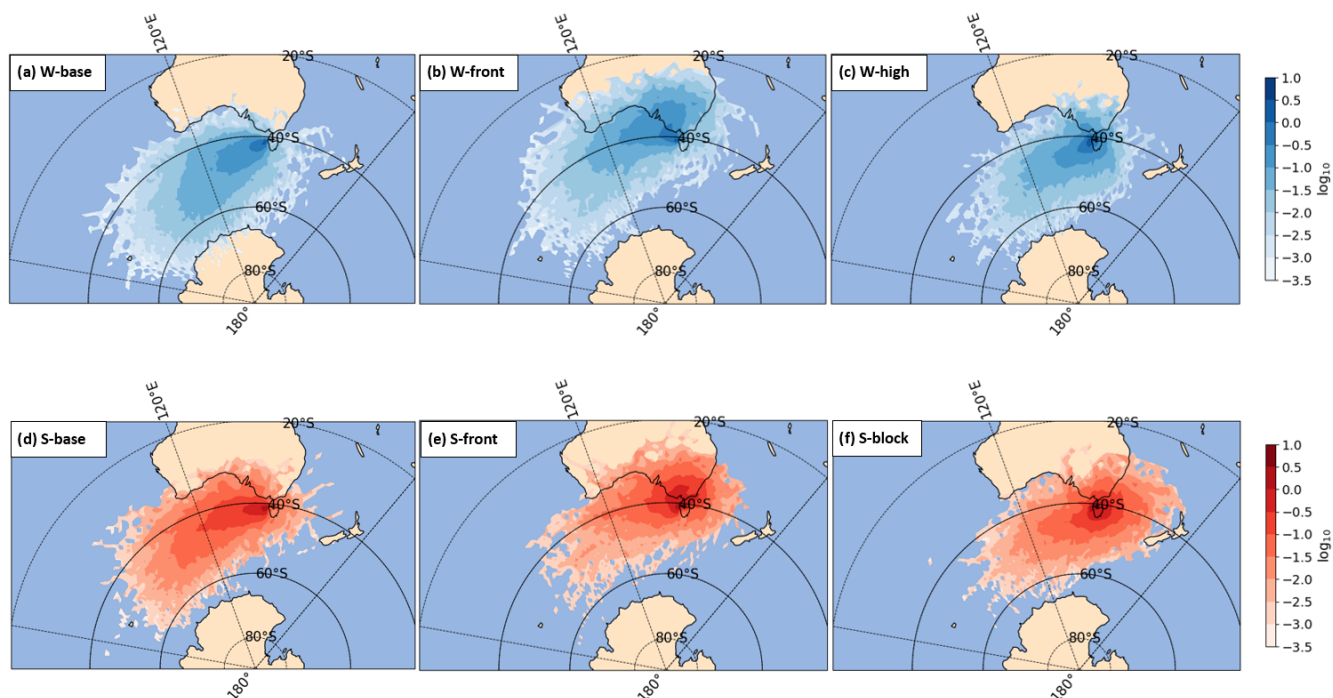 120°E
120°E
120°E
(a) W-base
20°S
(b) W-front
20°S
(c) W-high
20°S
40°S
40°S
40°S
60°S
60°S
60°S
80°S
80°S
80°S
180°
180°
180°
1.0
0.5
0.0
−0.5
−1.0
−1.5
−2.0
−2.5
−3.0
−3.5
log₁₀
120°E
120°E
120°E
(d) S-base
20°S
(e) S-front
20°S
(f) S-block
20°S
40°S
40°S
40°S
60°S
60°S
60°S
80°S
80°S
80°S
180°
180°
180°
1.0
0.5
0.0
−0.5
−1.0
−1.5
−2.0
−2.5
−3.0
−3.5
log₁₀